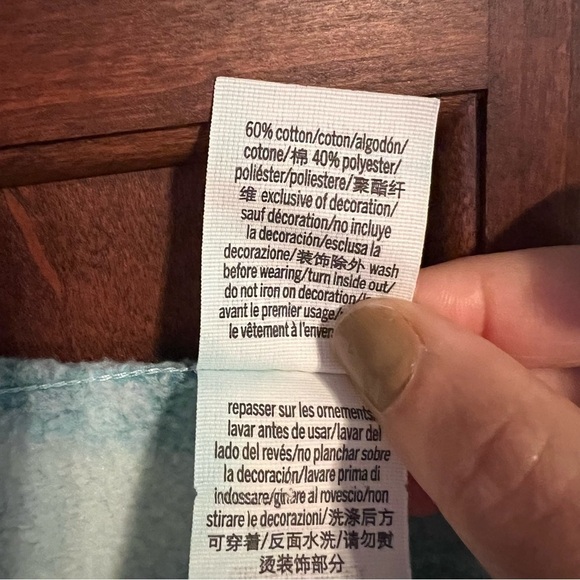 60% cotton/coton/algodón/
cotone/棉 40% polyester/
poliéster/poliestere/聚酯纤
维 exclusive of decoration/
sauf décoration/no incluye
la decoración/esclusa la
decorazione/装饰除外 wash
before wearing/turn inside out/
do not iron on decoration/
avant le premier usage/
le vêtement à l'enver
repasser sur les ornements
lavar antes de usar/lavar del
lado del revés/no planchar sobre
la decoración/lavare prima di
indossare/girare al rovescio/non
stirare le decorazioni/洗涤后方
可穿着/反面水洗/请勿熨
烫装饰部分